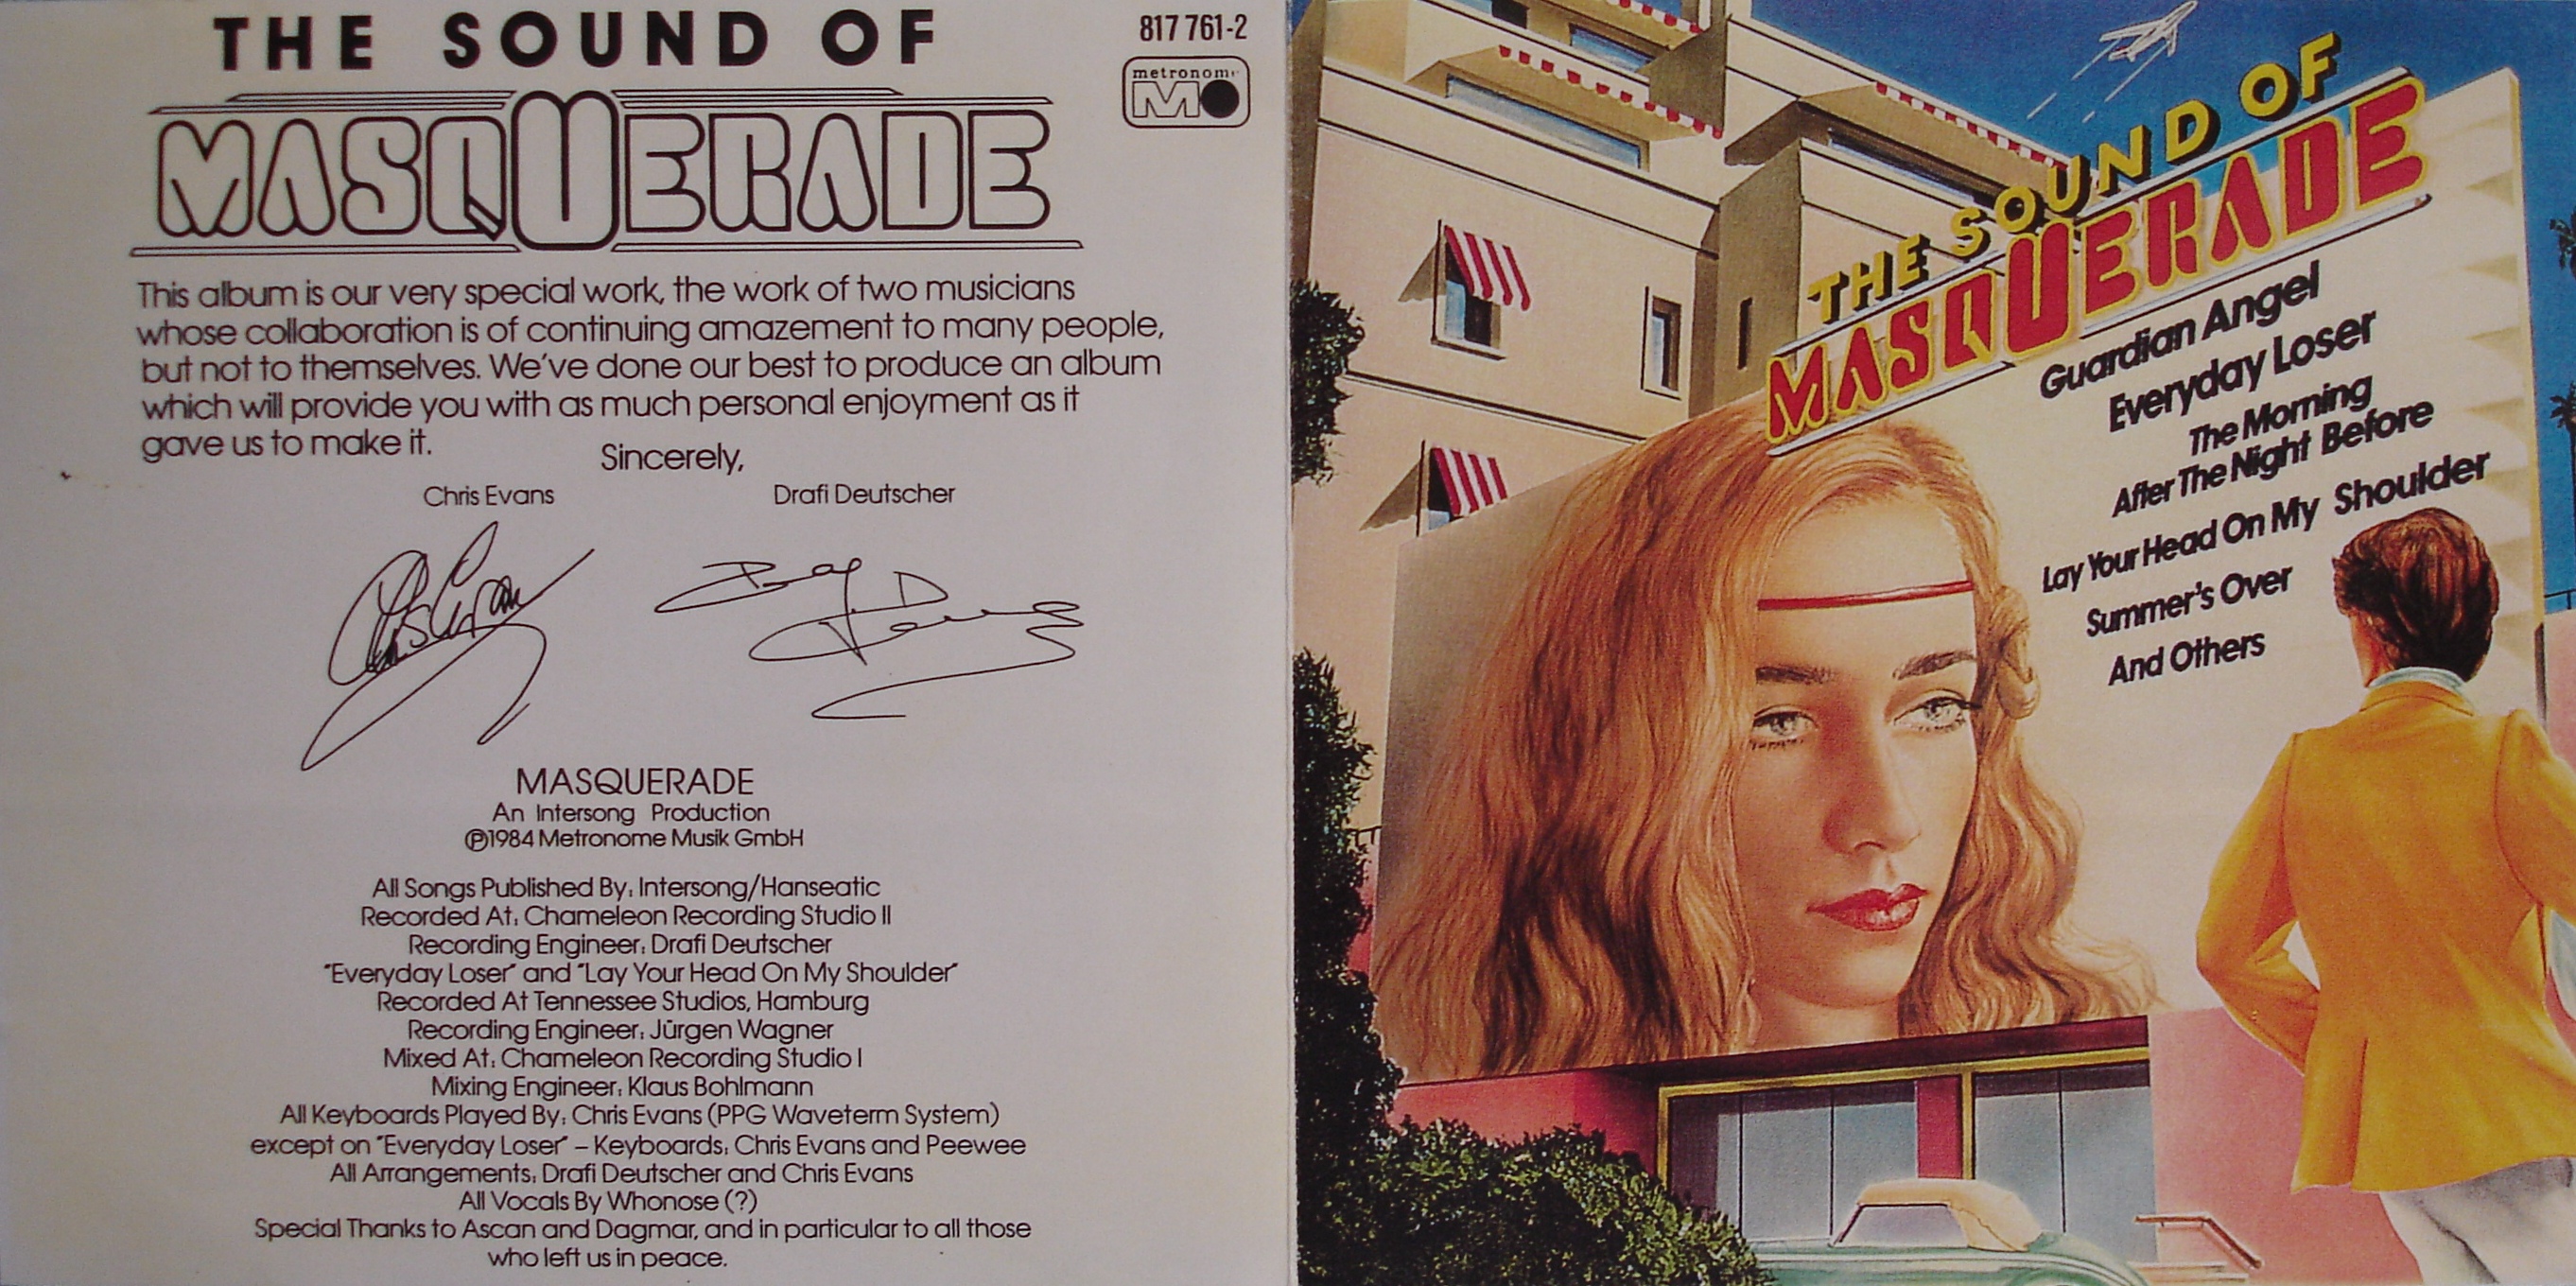 THE SOUND OF
MASQUERADE
817 761-2
metronome
This album is our very special work, the work of two musicians
whose collaboration is of continuing amazement to many people,
but not to themselves. We've done our best to produce an album
which will provide you with as much personal enjoyment as it
gave us to make it.
Sincerely,
Chris Evans Drafi Deutscher
MASQUERADE
An Intersong Production
℗1984 Metronome Musik GmbH
All Songs Published By: Intersong/Hanseatic
Recorded At: Chameleon Recording Studio II
Recording Engineer: Drafi Deutscher
"Everyday Loser" and "Lay Your Head On My Shoulder"
Recorded At Tennessee Studios, Hamburg
Recording Engineer: Jürgen Wagner
Mixed At: Chameleon Recording Studio I
Mixing Engineer: Klaus Bohlmann
All Keyboards Played By: Chris Evans (PPG Waveterm System)
except on "Everyday Loser" – Keyboards: Chris Evans and Peewee
All Arrangements: Drafi Deutscher and Chris Evans
All Vocals By Whonose (?)
Special Thanks to Ascan and Dagmar, and in particular to all those
who left us in peace.
THE SOUND OF
MASQUERADE
Guardian Angel
Everyday Loser
The Morning
After The Night Before
Lay Your Head On My Shoulder
Summer's Over
And Others